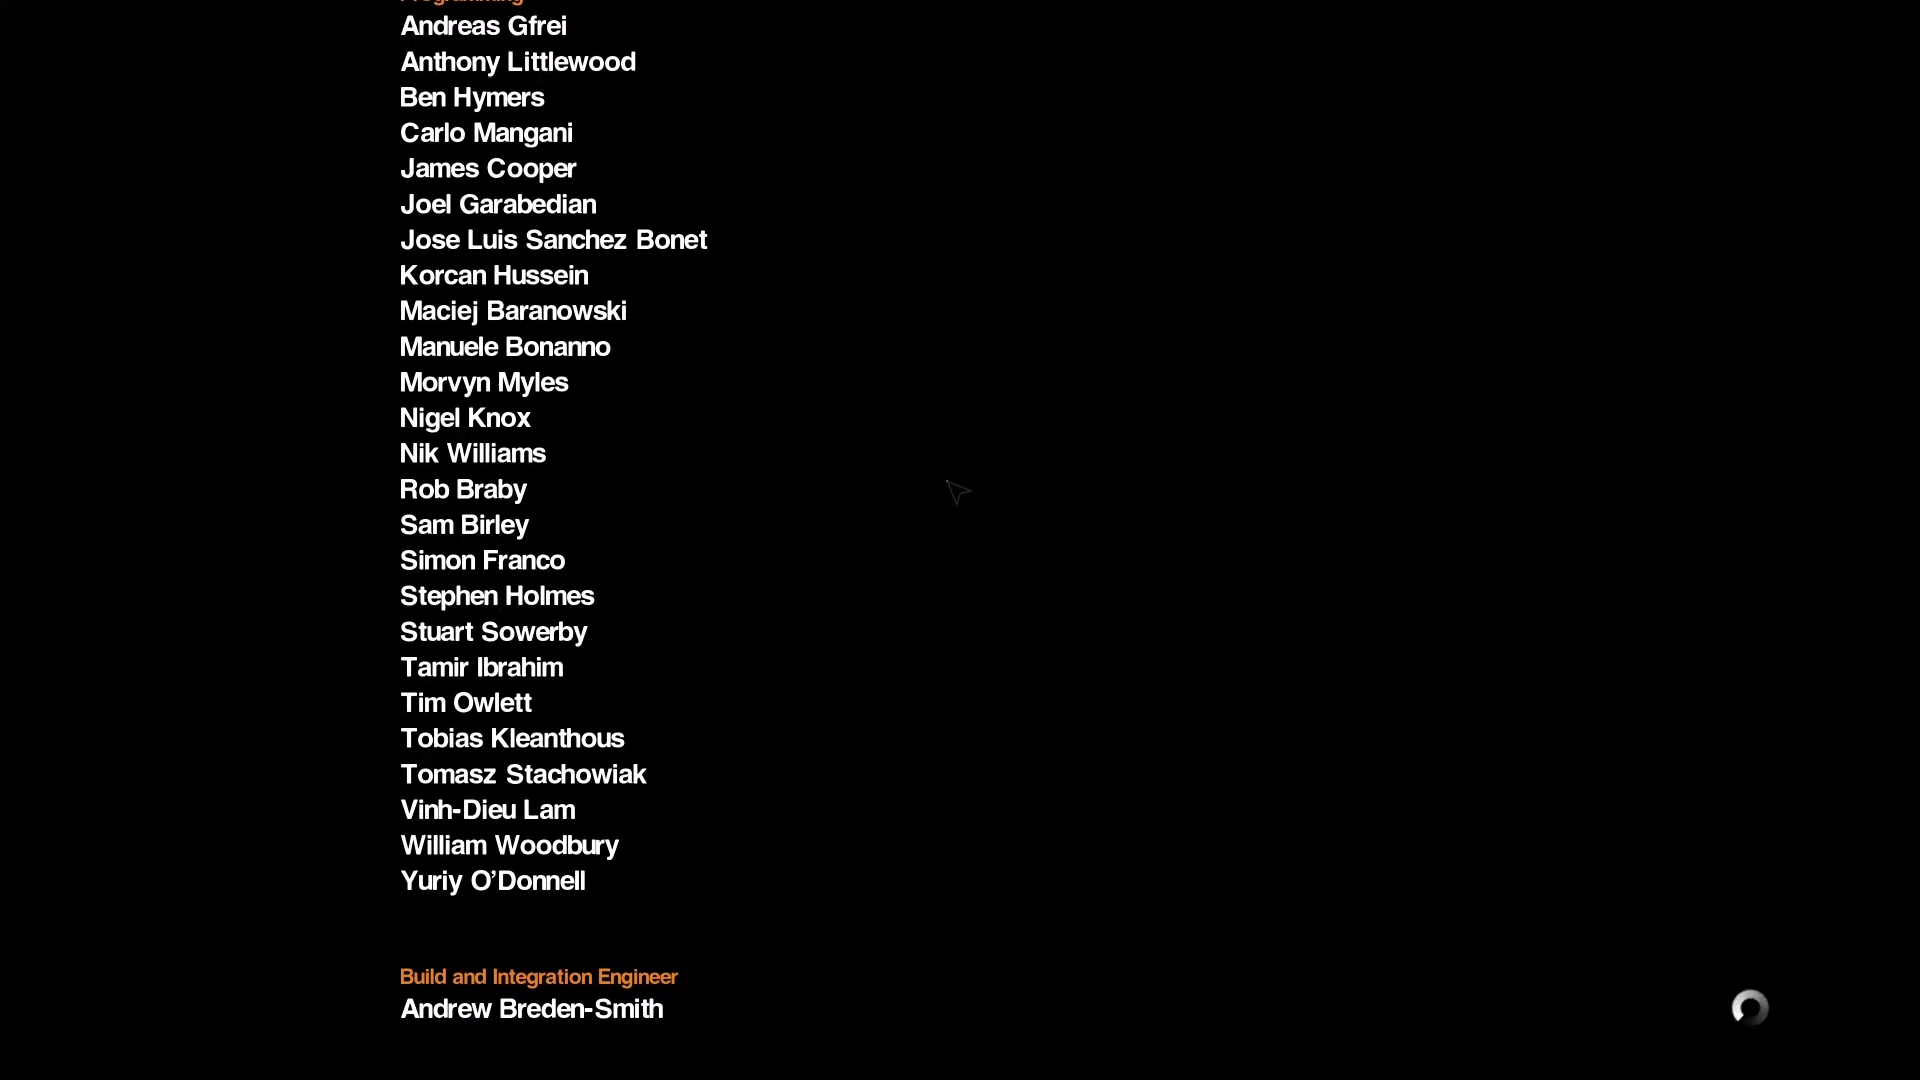 Programming
Andreas Gfrei
Anthony Littlewood
Ben Hymers
Carlo Mangani
James Cooper
Joel Garabedian
Jose Luis Sanchez Bonet
Korcan Hussein
Maciej Baranowski
Manuele Bonanno
Morvyn Myles
Nigel Knox
Nik Williams
Rob Braby
Sam Birley
Simon Franco
Stephen Holmes
Stuart Sowerby
Tamir Ibrahim
Tim Owlett
Tobias Kleanthous
Tomasz Stachowiak
Vinh-Dieu Lam
William Woodbury
Yuriy O’Donnell
Build and Integration Engineer
Andrew Breden-Smith